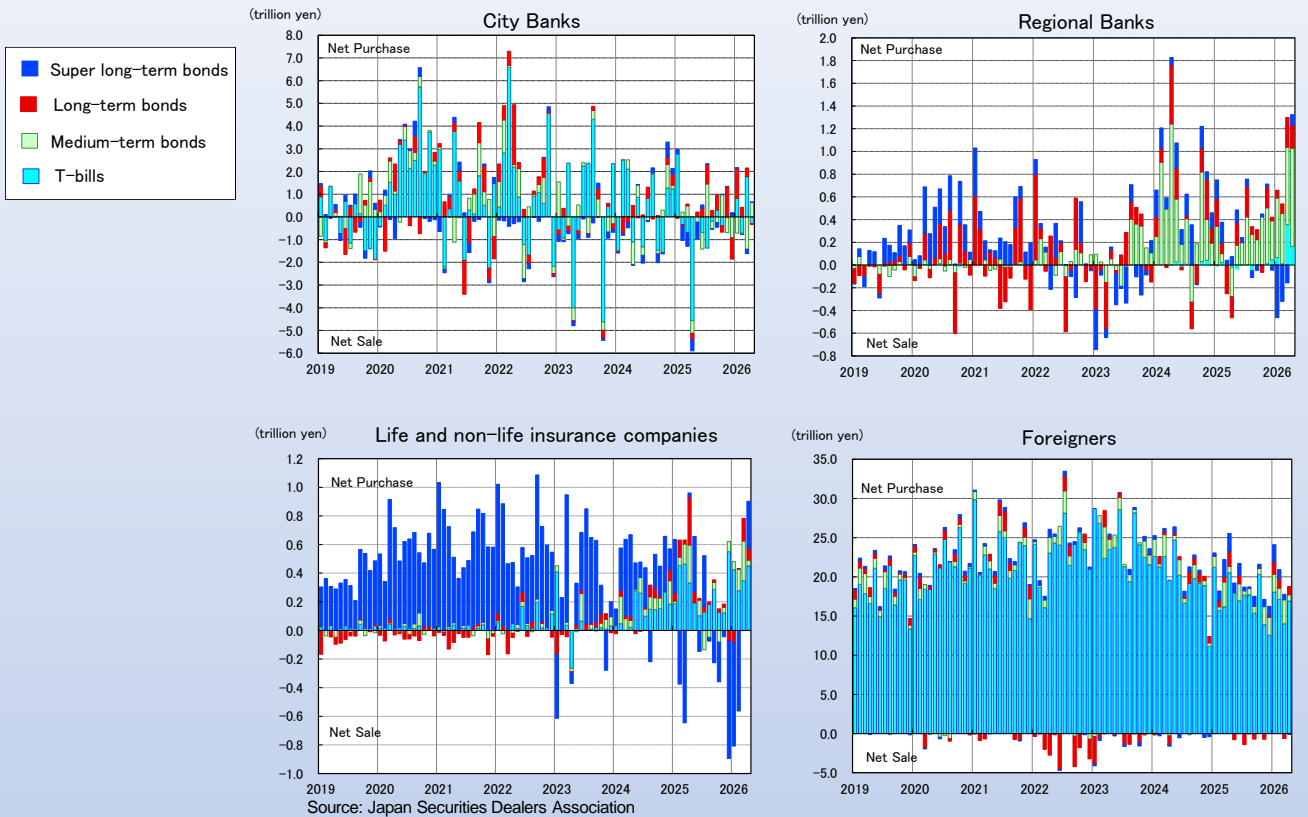 Super long-term bonds
Long-term bonds
Medium-term bonds
T-bills
(trillion yen)
City Banks
8.0
7.0
6.0
5.0
4.0
3.0
2.0
1.0
0.0
−1.0
−2.0
−3.0
−4.0
−5.0
−6.0
Net Purchase
Net Sale
2019 2020 2021 2022 2023 2024 2025 2026
(trillion yen)
Regional Banks
2.0
1.8
1.6
1.4
1.2
1.0
0.8
0.6
0.4
0.2
0.0
−0.2
−0.4
−0.6
−0.8
Net Purchase
Net Sale
2019 2020 2021 2022 2023 2024 2025 2026
(trillion yen)
Life and non-life insurance companies
1.2
1.0
0.8
0.6
0.4
0.2
0.0
−0.2
−0.4
−0.6
−0.8
−1.0
Net Purchase
Net Sale
2019 2020 2021 2022 2023 2024 2025 2026
(trillion yen)
Foreigners
35.0
30.0
25.0
20.0
15.0
10.0
5.0
0.0
−5.0
Net Purchase
Net Sale
2019 2020 2021 2022 2023 2024 2025 2026
Source: Japan Securities Dealers Association